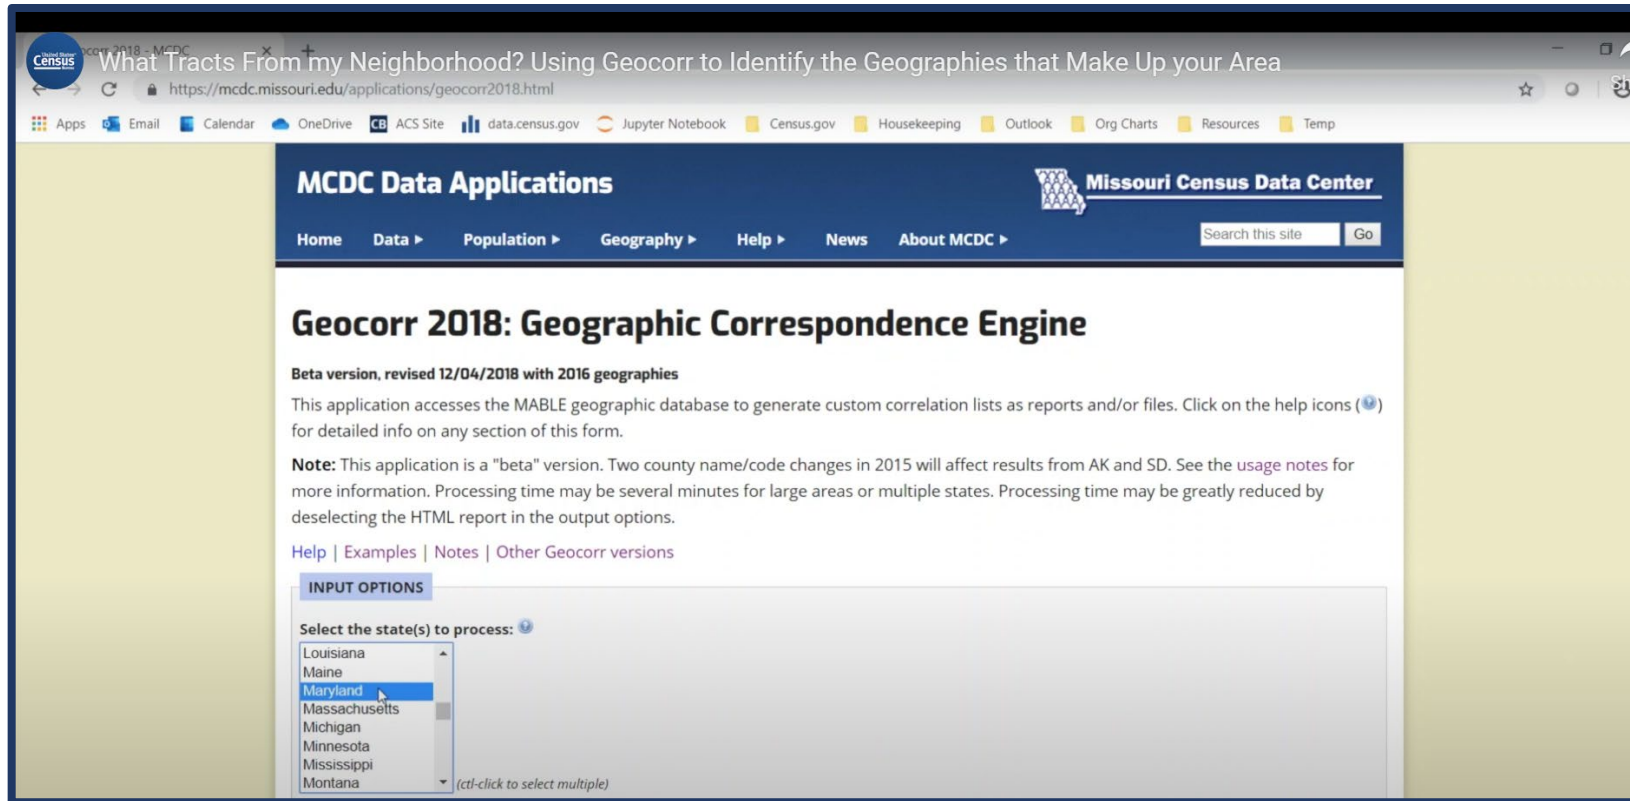 United States
Census
Bureau
corr 2018 - MCDC
What Tracts From my Neighborhood? Using Geocorr to Identify the Geographies that Make Up your Area
https://mcdc.missouri.edu/applications/geocorr2018.html
Sh
Apps Email Calendar OneDrive CB ACS Site data.census.gov Jupyter Notebook Census.gov Housekeeping Outlook Org Charts Resources Temp
MCDC Data Applications
Missouri Census Data Center
Home Data Population Geography Help News About MCDC Search this site Go
Geocorr 2018: Geographic Correspondence Engine
Beta version, revised 12/04/2018 with 2016 geographies
This application accesses the MABLE geographic database to generate custom correlation lists as reports and/or files. Click on the help icons (?)
for detailed info on any section of this form.
Note: This application is a "beta" version. Two county name/code changes in 2015 will affect results from AK and SD. See the usage notes for
more information. Processing time may be several minutes for large areas or multiple states. Processing time may be greatly reduced by
deselecting the HTML report in the output options.
Help | Examples | Notes | Other Geocorr versions
INPUT OPTIONS
Select the state(s) to process: ?
Louisiana
Maine
Maryland
Massachusetts
Michigan
Minnesota
Mississippi
Montana
(ctl-click to select multiple)